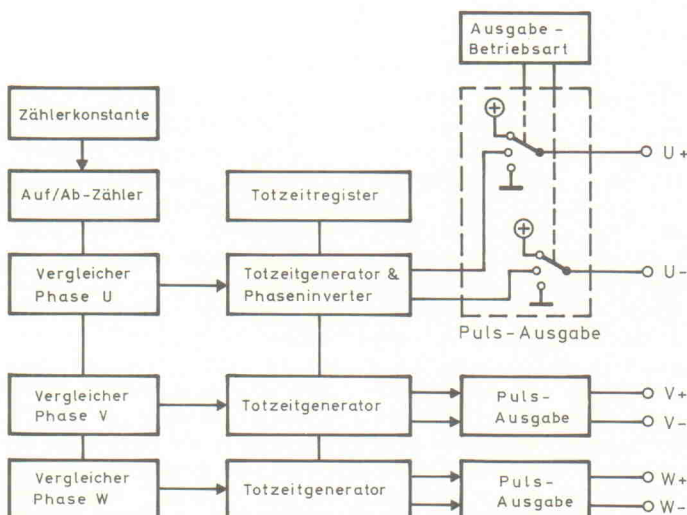 Ausgabe-
Betriebsart
Zählerkonstante
U+
Auf/Ab-Zähler
Totzeitregister
Vergleicher
Phase U
Totzeitgenerator &
Phaseninverter
U-
Puls-Ausgabe
Vergleicher
Phase V
Totzeitgenerator
Puls-
Ausgabe
V+
V-
Vergleicher
Phase W
Totzeitgenerator
Puls-
Ausgabe
W+
W-